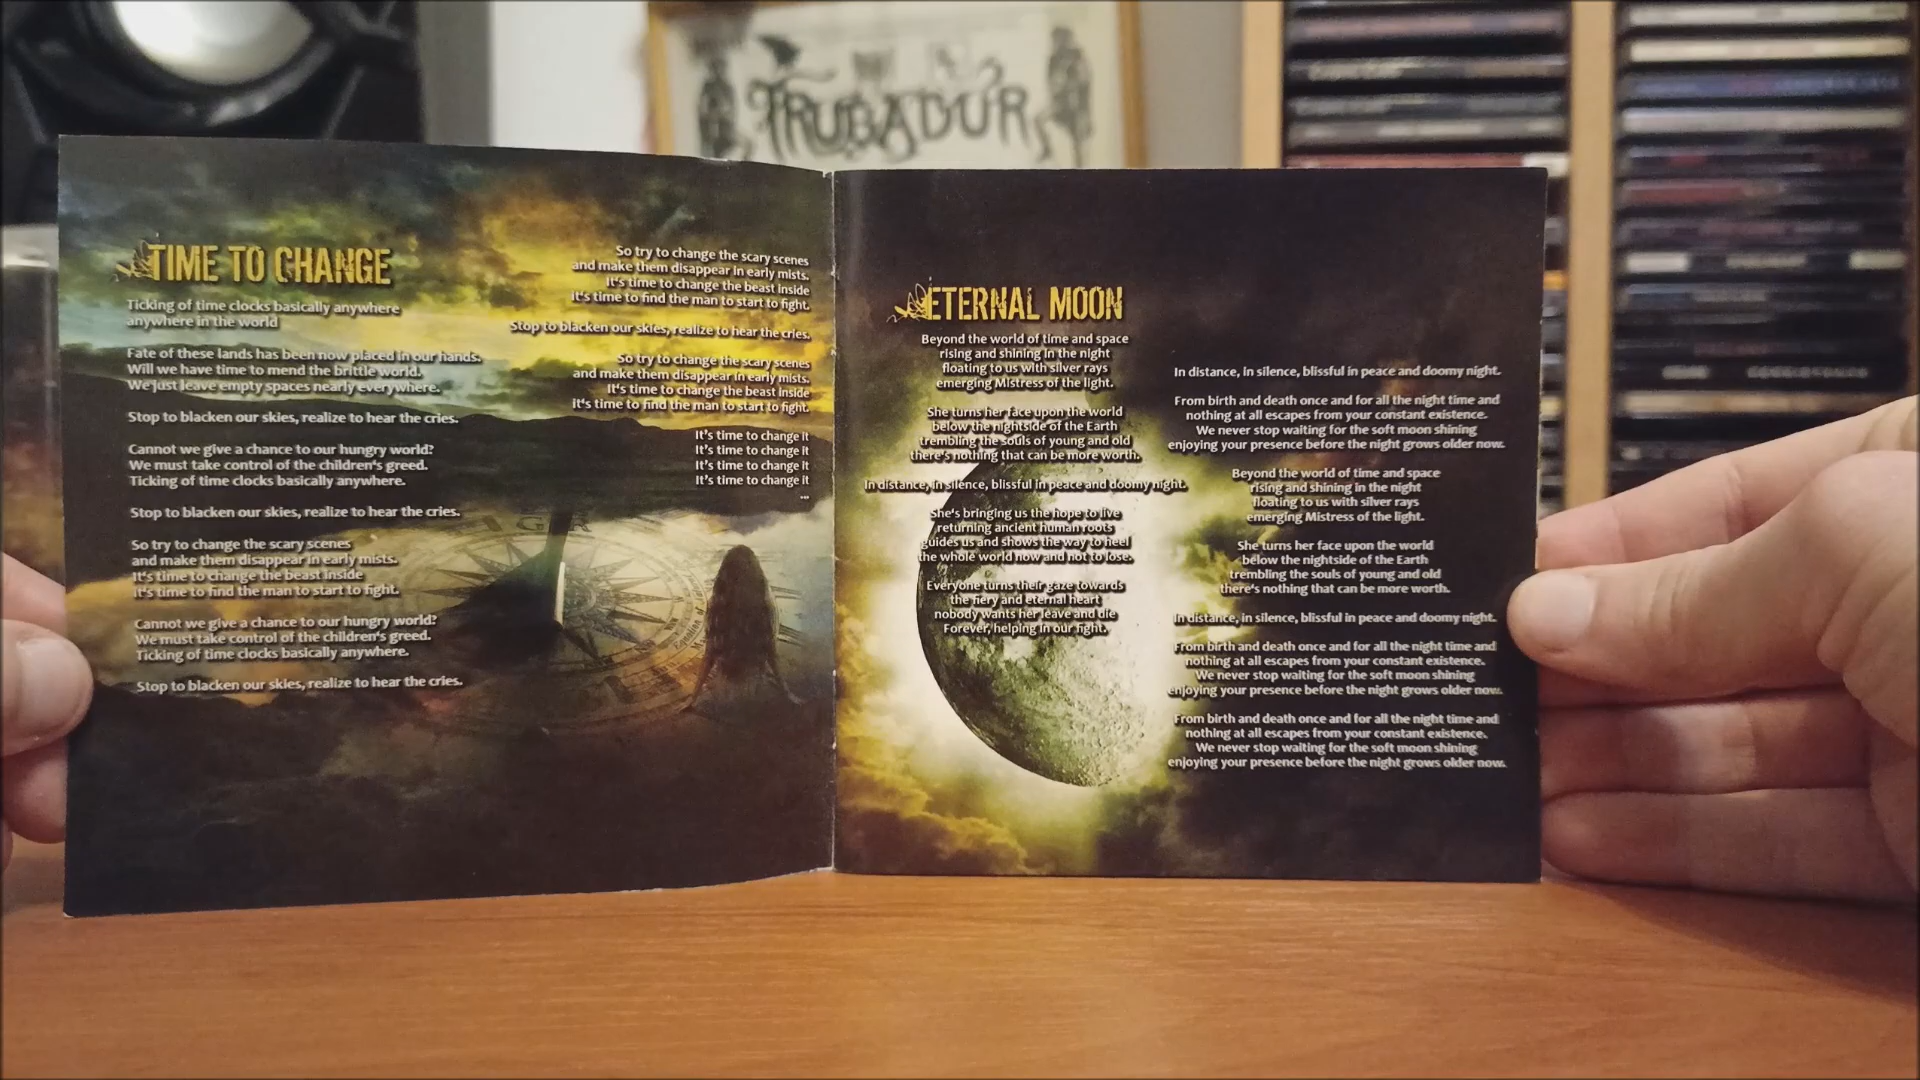 TRUBADUR
TIME TO CHANGE
Ticking of time clocks basically anywhere
anywhere in the world
Fate of these lands has been now placed in our hands.
Will we have time to mend the brittle world.
We just leave empty spaces nearly everywhere.
Stop to blacken our skies, realize to hear the cries.
Cannot we give a chance to our hungry world?
We must take control of the children's greed.
Ticking of time clocks basically anywhere.
Stop to blacken our skies, realize to hear the cries.
So try to change the scary scenes
and make them disappear in early mists.
It's time to change the beast inside
it's time to find the man to start to fight.
Cannot we give a chance to our hungry world?
We must take control of the children's greed.
Ticking of time clocks basically anywhere.
Stop to blacken our skies, realize to hear the cries.
So try to change the scary scenes
and make them disappear in early mists.
It's time to change the beast inside
it's time to find the man to start to fight.
Stop to blacken our skies, realize to hear the cries.
So try to change the scary scenes
and make them disappear in early mists.
It's time to change the beast inside
it's time to find the man to start to fight.
It's time to change it
It's time to change it
It's time to change it
It's time to change it
...
ETERNAL MOON
Beyond the world of time and space
rising and shining in the night
floating to us with silver rays
emerging Mistress of the light.
She turns her face upon the world
below the nightside of the Earth
trembling the souls of young and old
there's nothing that can be more worth.
In distance, in silence, blissful in peace and doomy night.
She's bringing us the hope to live
returning ancient human roots
guides us and shows the way to heel
the whole world now and not to lose.
Everyone turns their gaze towards
the fiery and eternal heart
nobody wants her leave and die
Forever, helping in our fight.
In distance, in silence, blissful in peace and doomy night.
From birth and death once and for all the night time and
nothing at all escapes from your constant existence.
We never stop waiting for the soft moon shining
enjoying your presence before the night grows older now.
Beyond the world of time and space
rising and shining in the night
floating to us with silver rays
emerging Mistress of the light.
She turns her face upon the world
below the nightside of the Earth
trembling the souls of young and old
there's nothing that can be more worth.
In distance, in silence, blissful in peace and doomy night.
From birth and death once and for all the night time and
nothing at all escapes from your constant existence.
We never stop waiting for the soft moon shining
enjoying your presence before the night grows older now.
From birth and death once and for all the night time and
nothing at all escapes from your constant existence.
We never stop waiting for the soft moon shining
enjoying your presence before the night grows older now.